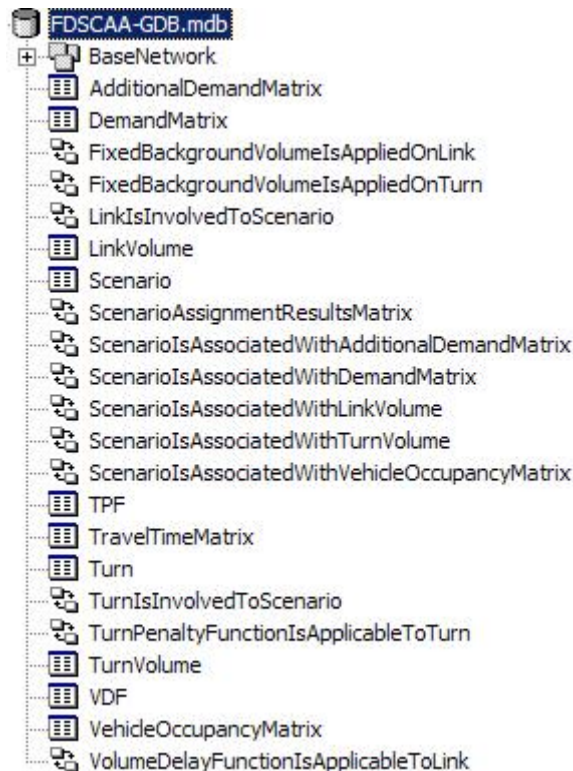 FDSCAA-GDB.mdb
BaseNetwork
AdditionalDemandMatrix
DemandMatrix
FixedBackgroundVolumeIsAppliedOnLink
FixedBackgroundVolumeIsAppliedOnTurn
LinkIsInvolvedToScenario
LinkVolume
Scenario
ScenarioAssignmentResultsMatrix
ScenarioIsAssociatedWithAdditionalDemandMatrix
ScenarioIsAssociatedWithDemandMatrix
ScenarioIsAssociatedWithLinkVolume
ScenarioIsAssociatedWithTurnVolume
ScenarioIsAssociatedWithVehicleOccupancyMatrix
TPF
TravelTimeMatrix
Turn
TurnIsInvolvedToScenario
TurnPenaltyFunctionIsApplicableToTurn
TurnVolume
VDF
VehicleOccupancyMatrix
VolumeDelayFunctionIsApplicableToLink